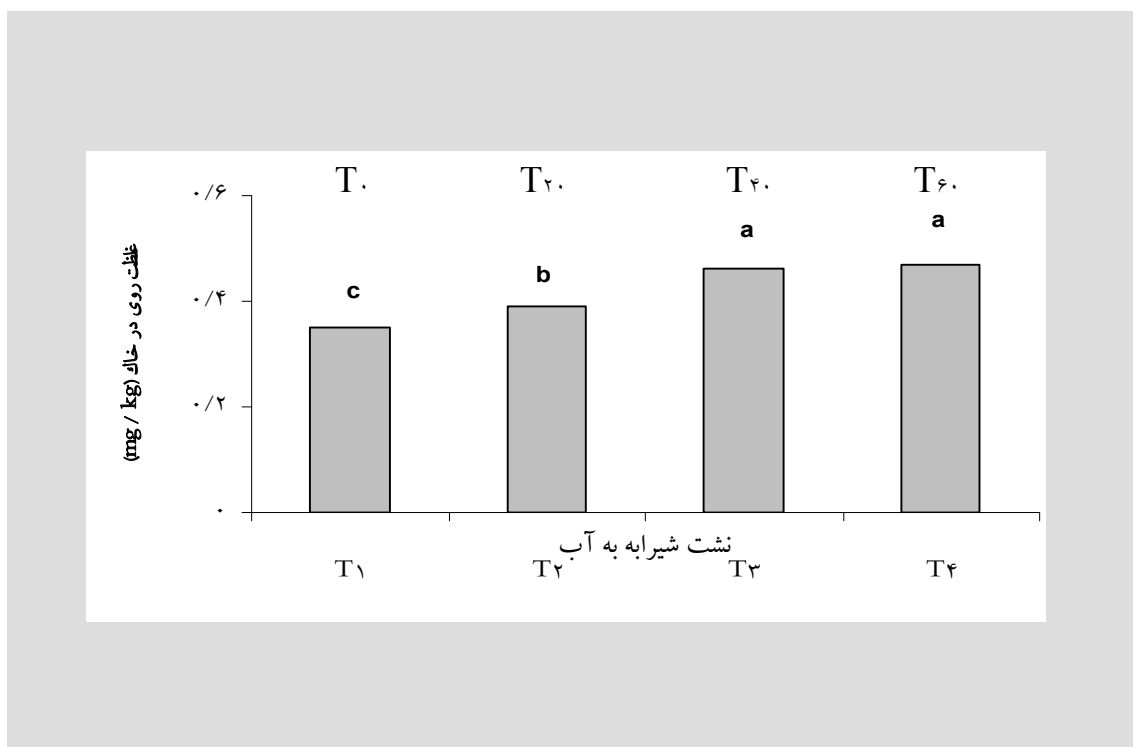 T۰ T۲۰ T۴۰ T۶۰
۰/۶
a
a
b
c
۰/۴
غلظت روی در خاك (mg / kg)
۰/۲
۰
نشت شیرابه به آب
T۱ T۲ T۳ T۴